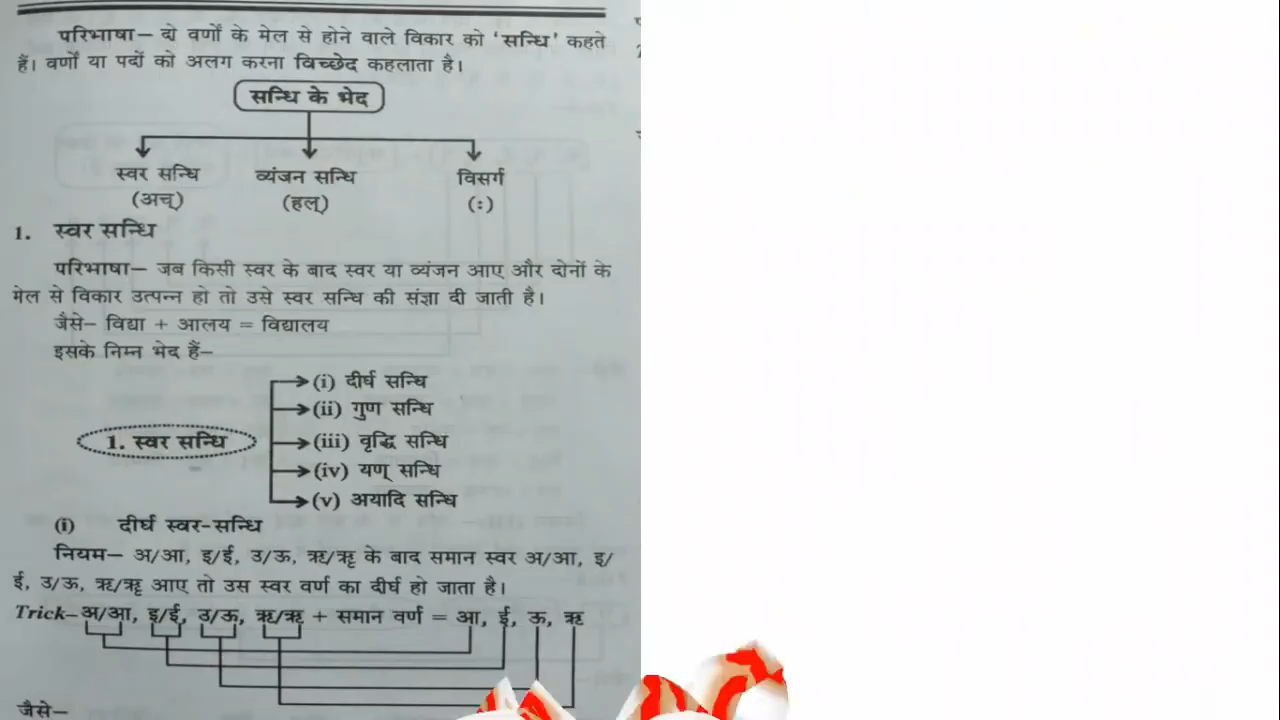 परिभाषा– दो वर्णों के मेल से होने वाले विकार को ‘सन्धि’ कहते
हैं। वर्णों या पदों को अलग करना विच्छेद कहलाता है।
सन्धि के भेद
स्वर सन्धि व्यंजन सन्धि विसर्ग
(अच्) (हल्) (ः)
1. स्वर सन्धि
परिभाषा– जब किसी स्वर के बाद स्वर या व्यंजन आए और दोनों के
मेल से विकार उत्पन्न हो तो उसे स्वर सन्धि की संज्ञा दी जाती है।
जैसे– विद्या + आलय = विद्यालय
इसके निम्न भेद हैं–
(i) दीर्घ सन्धि
(ii) गुण सन्धि
1. स्वर सन्धि (iii) वृद्धि सन्धि
(iv) यण् सन्धि
(v) अयादि सन्धि
(i) दीर्घ स्वर-सन्धि
नियम– अ/आ, इ/ई, उ/ऊ, ऋ/ॠ के बाद समान स्वर अ/आ, इ/
ई, उ/ऊ, ऋ/ॠ आए तो उस स्वर वर्ण का दीर्घ हो जाता है।
Trick–अ/आ, इ/ई, उ/ऊ, ऋ/ऋ + समान वर्ण = आ, ई, ऊ, ऋ
जैसे–